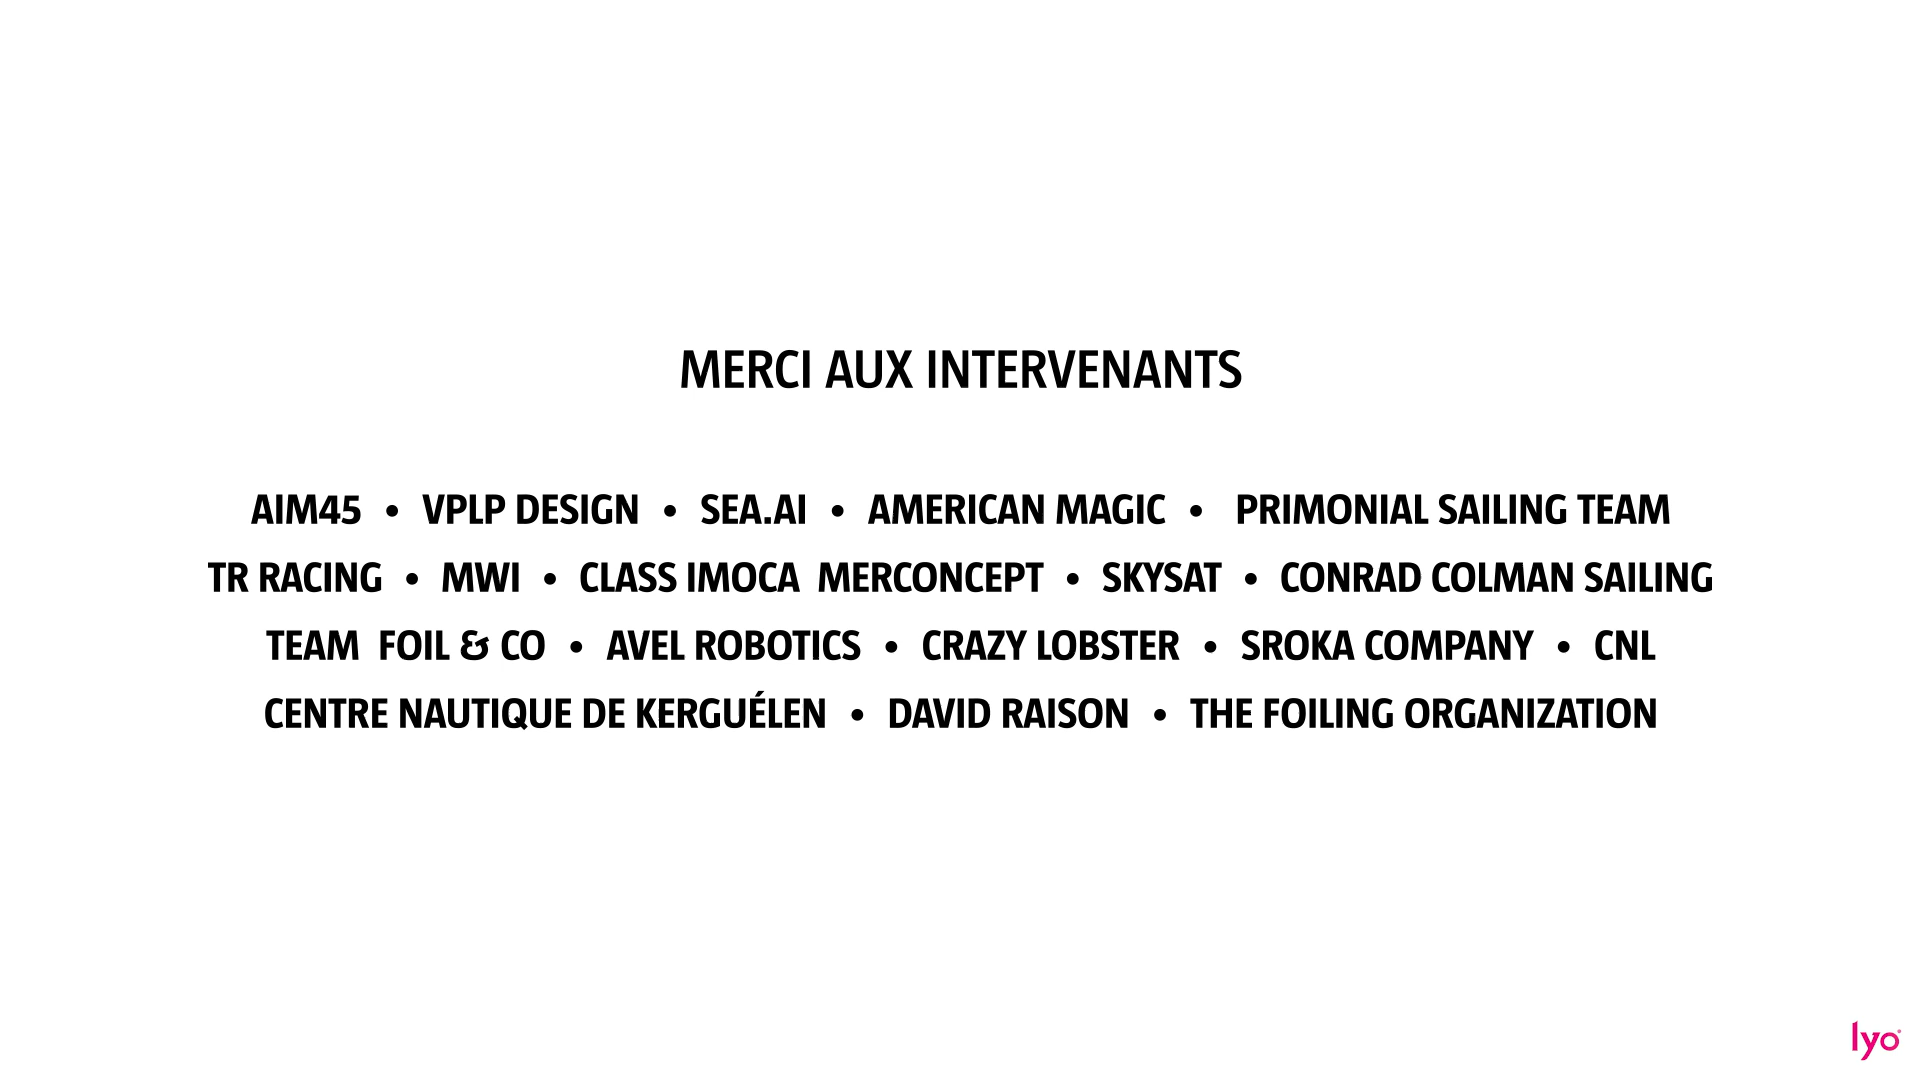 MERCI AUX INTERVENANTS
AIM45 • VPLP DESIGN • SEA.AI • AMERICAN MAGIC • PRIMONIAL SAILING TEAM
TR RACING • MWI • CLASS IMOCA MERCONCEPT • SKYSAT • CONRAD COLMAN SAILING
TEAM FOIL & CO • AVEL ROBOTICS • CRAZY LOBSTER • SROKA COMPANY • CNL
CENTRE NAUTIQUE DE KERGUÉLEN • DAVID RAISON • THE FOILING ORGANIZATION
lyo